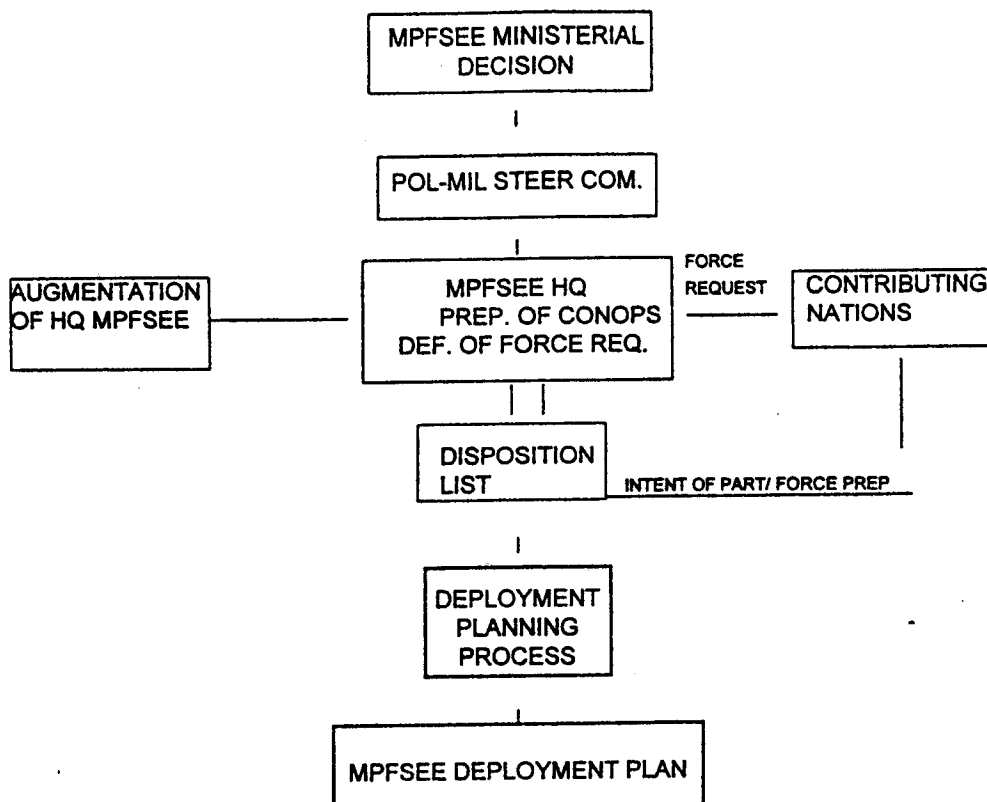 MPFSEE MINISTERIAL
DECISION
POL-MIL STEER COM.
AUGMENTATION
OF HQ MPFSEE
MPFSEE HQ
PREP. OF CONOPS
DEF. OF FORCE REQ.
FORCE
REQUEST
CONTRIBUTING
NATIONS
DISPOSITION
LIST
INTENT OF PART/ FORCE PREP
DEPLOYMENT
PLANNING
PROCESS
MPFSEE DEPLOYMENT PLAN